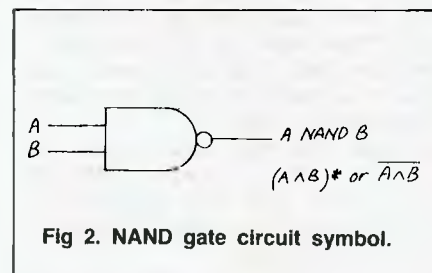 A
A NAND B
B
(A ∧ B)* or A̅∧̅B̅
Fig 2. NAND gate circuit symbol.